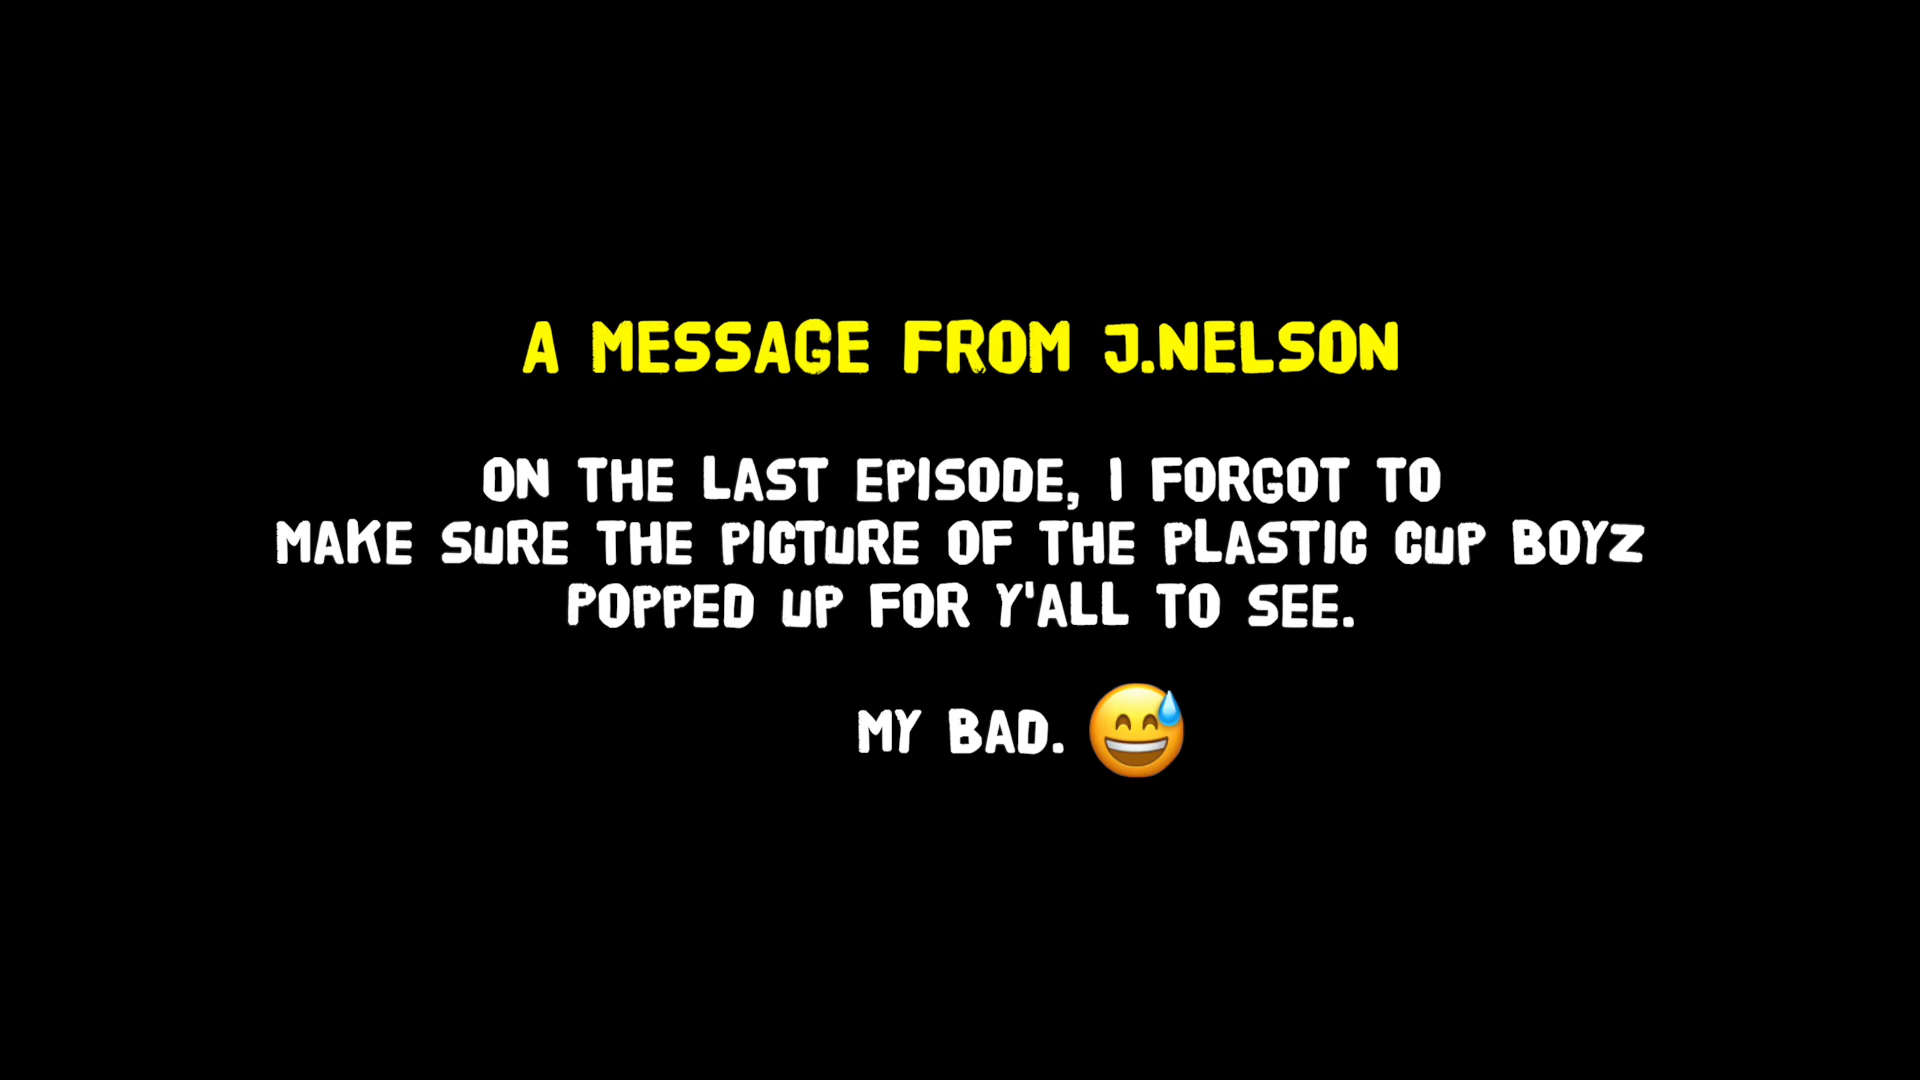 A MESSAGE FROM J.NELSON
ON THE LAST EPISODE, I FORGOT TO
MAKE SURE THE PICTURE OF THE PLASTIC CUP BOYZ
POPPED UP FOR Y'ALL TO SEE.
MY BAD. 😅